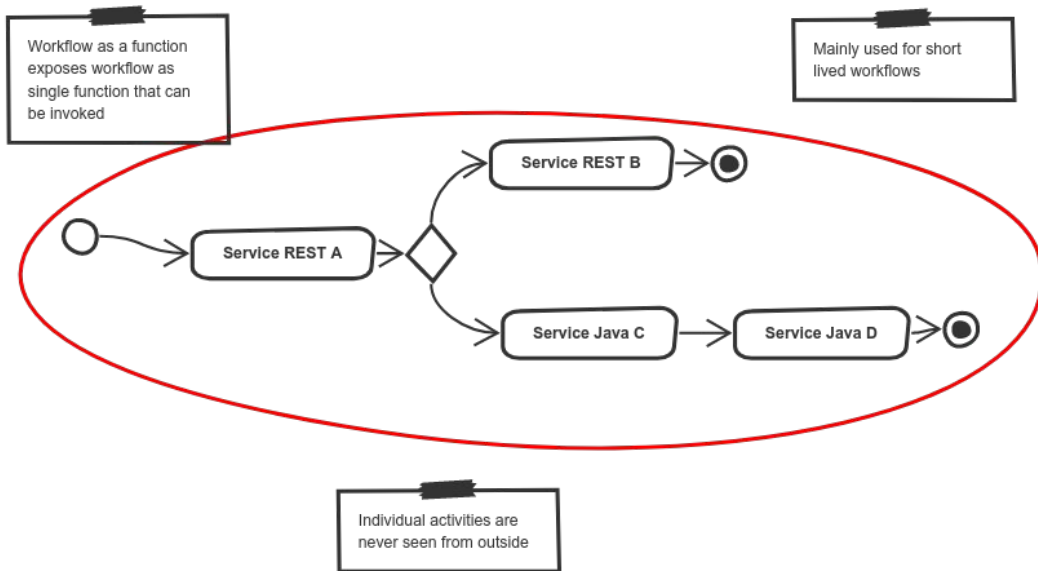 Workflow as a function
exposes workflow as
single function that can
be invoked
Mainly used for short
lived workflows
Service REST B
Service REST A
Service Java C
Service Java D
Individual activities are
never seen from outside